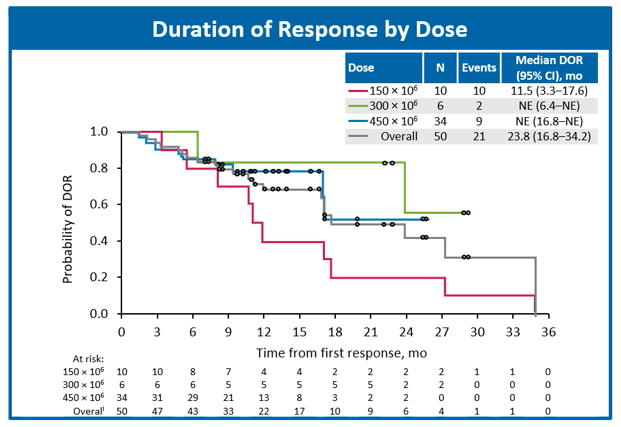 Duration of Response by Dose
Dose N Events Median DOR (95% CI), mo
150 × 10⁶ 10 10 11.5 (3.3–17.6)
300 × 10⁶ 6 2 NE (6.4–NE)
450 × 10⁶ 34 9 NE (16.8–NE)
Overall 50 21 23.8 (16.8–34.2)
Probability of DOR
1.0
0.8
0.6
0.4
0.2
0.0
0 3 6 9 12 15 18 21 24 27 30 33 36
Time from first response, mo
At risk:
150 × 10⁶ 10 10 8 7 4 4 2 2 2 2 1 1 0
300 × 10⁶ 6 6 6 5 5 5 5 5 2 2 0 0 0
450 × 10⁶ 34 31 29 21 13 8 3 2 2 0 0 0 0
Overall 50 47 43 33 22 17 10 9 6 4 1 1 0